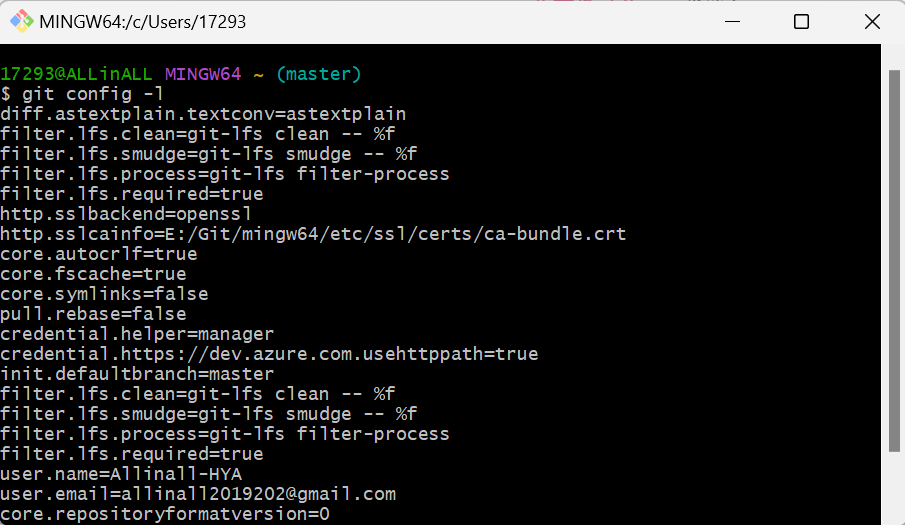 MINGW64:/c/Users/17293
17293@ALLinALL MINGW64 ~ (master)
$ git config -l
diff.astextplain.textconv=astextplain
filter.lfs.clean=git-lfs clean -- %f
filter.lfs.smudge=git-lfs smudge -- %f
filter.lfs.process=git-lfs filter-process
filter.lfs.required=true
http.sslbackend=openssl
http.sslcainfo=E:/Git/mingw64/etc/ssl/certs/ca-bundle.crt
core.autocrlf=true
core.fscache=true
core.symlinks=false
pull.rebase=false
credential.helper=manager
credential.https://dev.azure.com.usehttppath=true
init.defaultbranch=master
filter.lfs.clean=git-lfs clean -- %f
filter.lfs.smudge=git-lfs smudge -- %f
filter.lfs.process=git-lfs filter-process
filter.lfs.required=true
user.name=Allinall-HYA
user.email=allinall2019202@gmail.com
core.repositoryformatversion=0